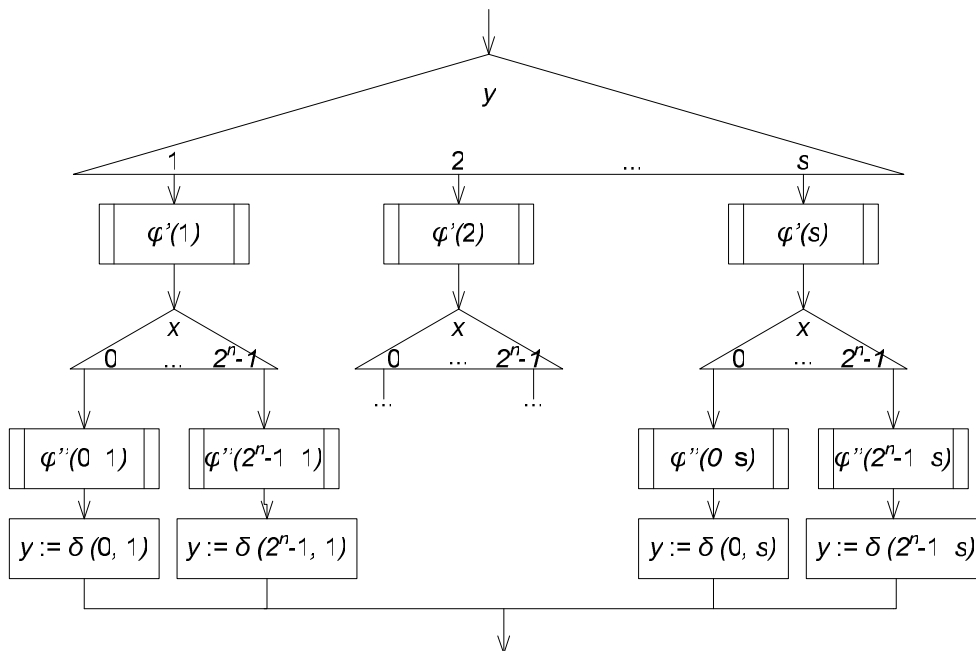 y
1 2 ... s
φ’(1) φ’(2) φ’(s)
x x x
0 ... 2ⁿ-1 0 ... 2ⁿ-1 0 ... 2ⁿ-1
... ...
φ’’(0 1) φ’’(2ⁿ-1 1) φ’’(0 s) φ’’(2ⁿ-1 s)
y := δ (0, 1) y := δ (2ⁿ-1, 1) y := δ (0, s) y := δ (2ⁿ-1 s)